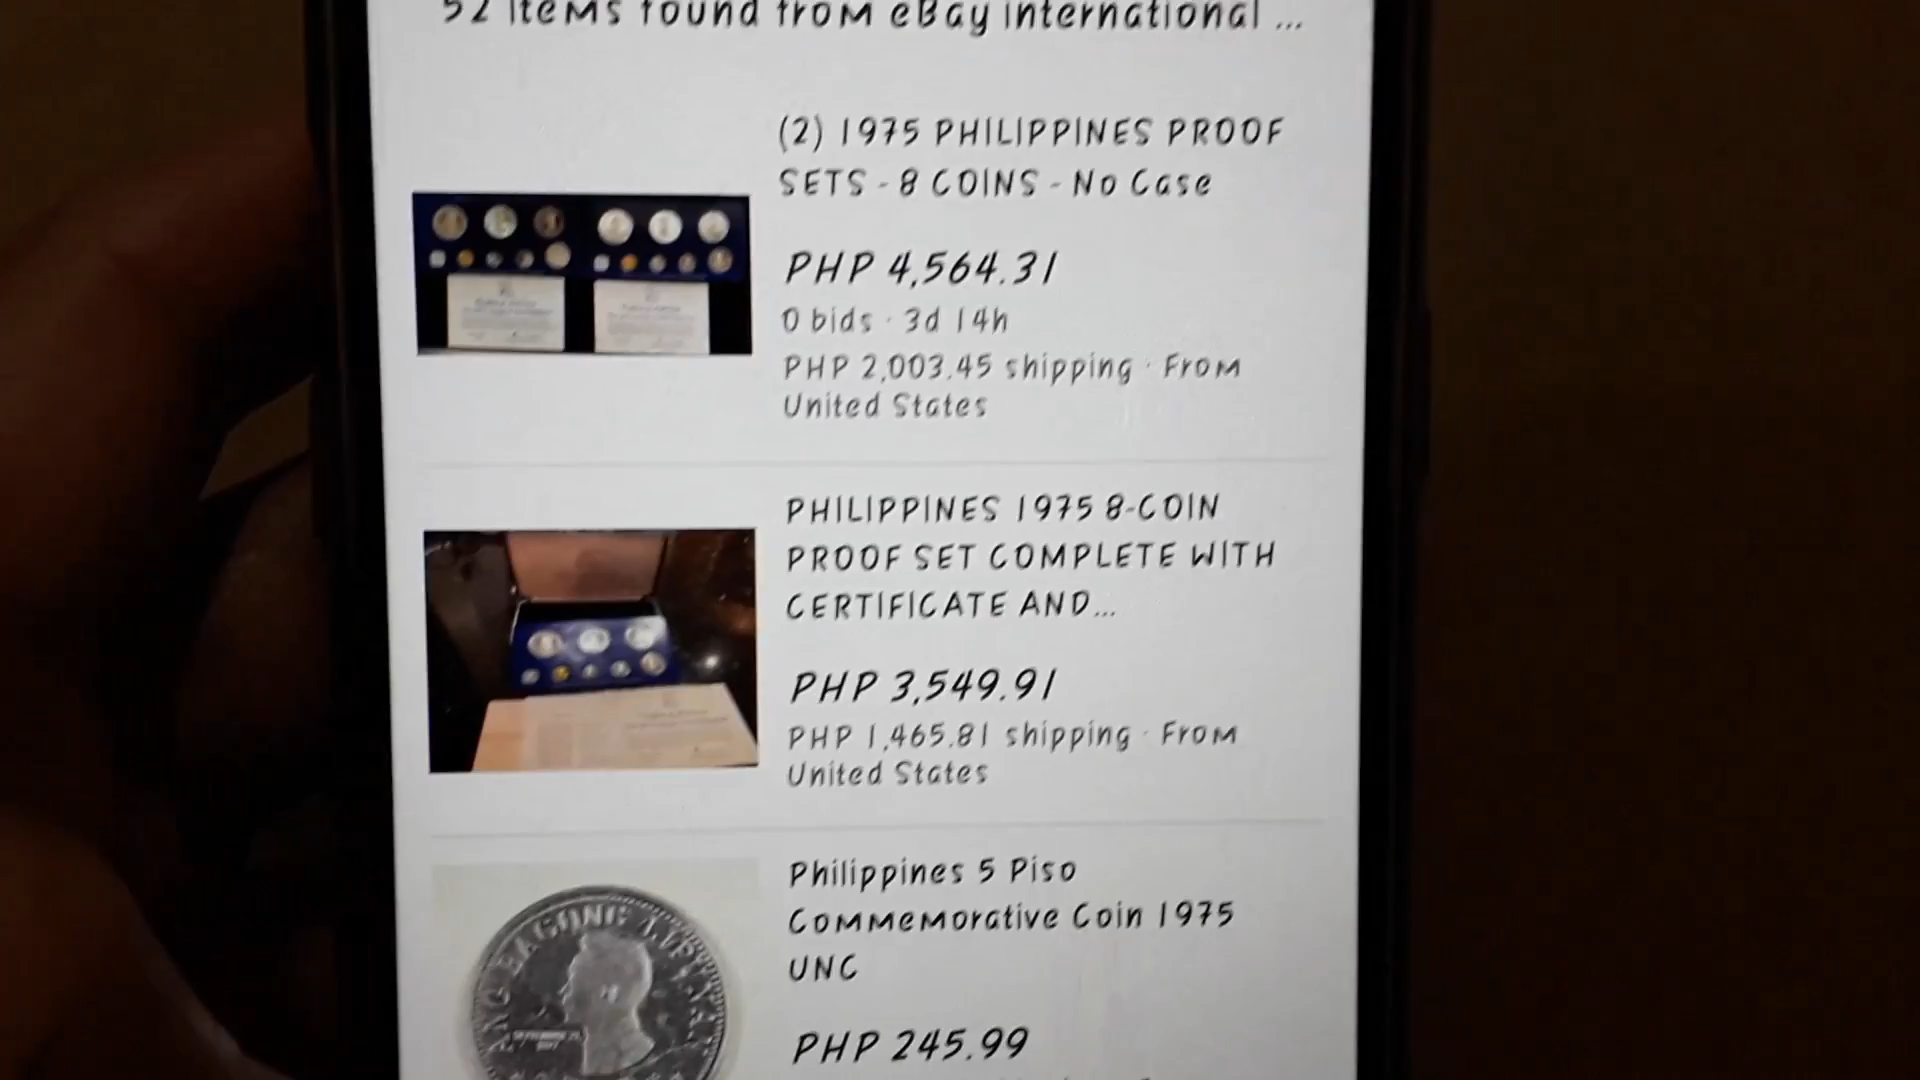 52 items found from eBay international ...
(2) 1975 PHILIPPINES PROOF
SETS - 8 COINS - No Case
PHP 4,564.31
0 bids · 3d 14h
PHP 2,003.45 shipping · From
United States
PHILIPPINES 1975 8-COIN
PROOF SET COMPLETE WITH
CERTIFICATE AND...
PHP 3,549.91
PHP 1,465.81 shipping · From
United States
Philippines 5 Piso
Commemorative Coin 1975
UNC
PHP 245.99